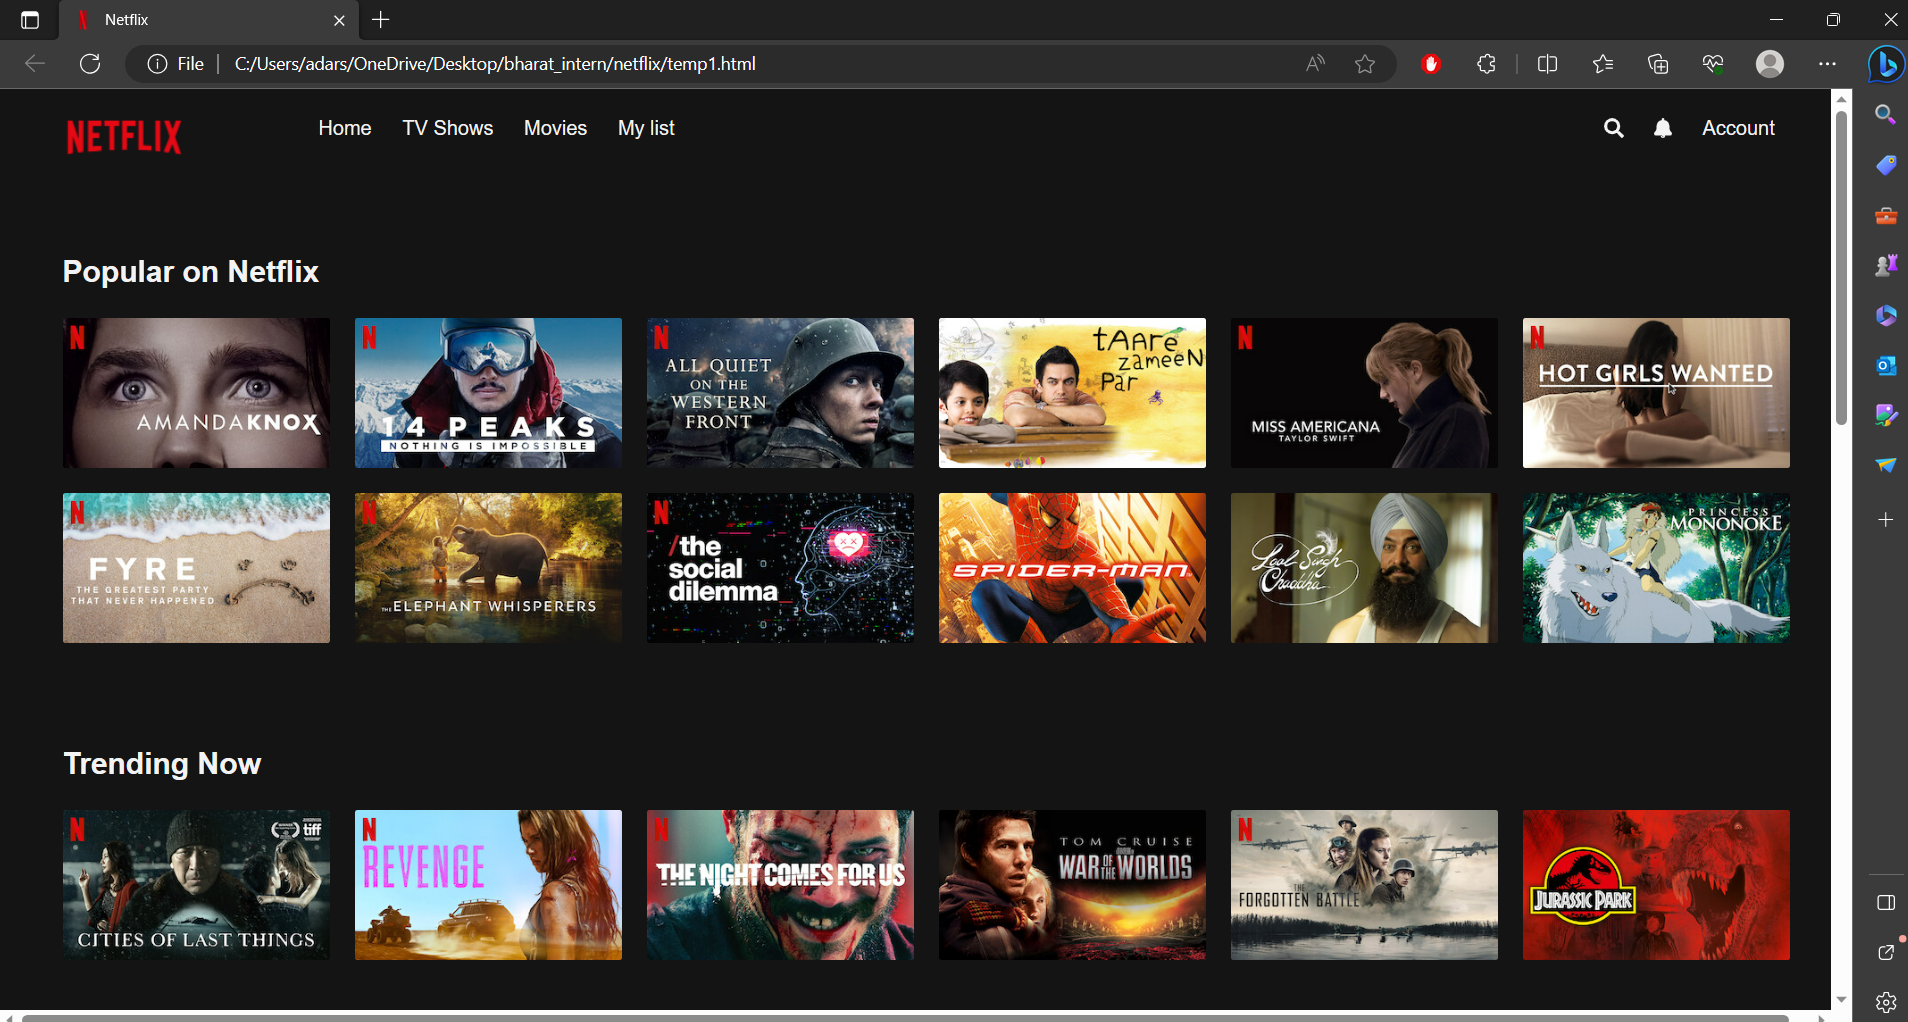 Netflix
File
C:/Users/adars/OneDrive/Desktop/bharat_intern/netflix/temp1.html
NETFLIX
Home
TV Shows
Movies
My list
Account
Popular on Netflix
N
AMANDA KNOX
N
14 PEAKS
NOTHING IS IMPOSSIBLE
N
ALL QUIET
ON THE
WESTERN
FRONT
tAAre
zameeN
Par
N
MISS AMERICANA
TAYLOR SWIFT
N
HOT GIRLS WANTED
N
FYRE
THE GREATEST PARTY
THAT NEVER HAPPENED
N
THE ELEPHANT WHISPERERS
N
/the
social
dilemma
SPIDER-MAN
Laal Singh
Chaddha
PRINCESS
MONONOKE
Trending Now
N
tiff
CITIES OF LAST THINGS
N
REVENGE
N
THE NIGHT COMES FOR US
TOM CRUISE
WAR OF THE WORLDS
N
THE
FORGOTTEN BATTLE
JURASSIC PARK